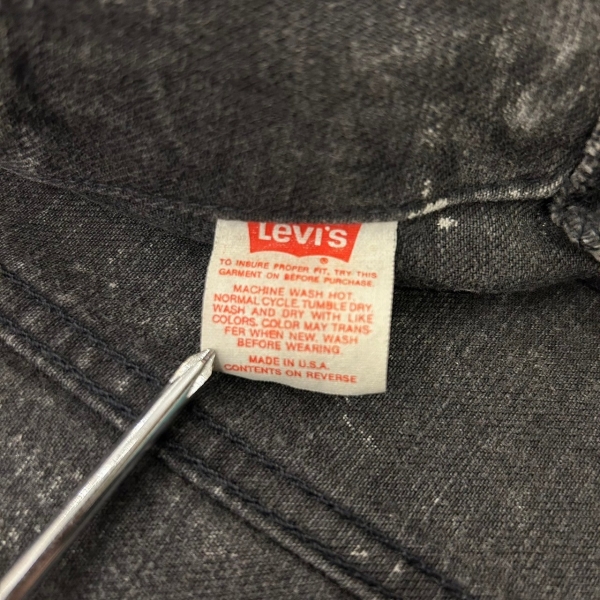 Levi's
®
TO INSURE PROPER FIT, TRY THIS
GARMENT ON BEFORE PURCHASE.
MACHINE WASH HOT,
NORMAL CYCLE, TUMBLE DRY.
WASH AND DRY WITH LIKE
COLORS. COLOR MAY TRANS-
FER WHEN NEW. WASH
BEFORE WEARING.
MADE IN U.S.A.
CONTENTS ON REVERSE